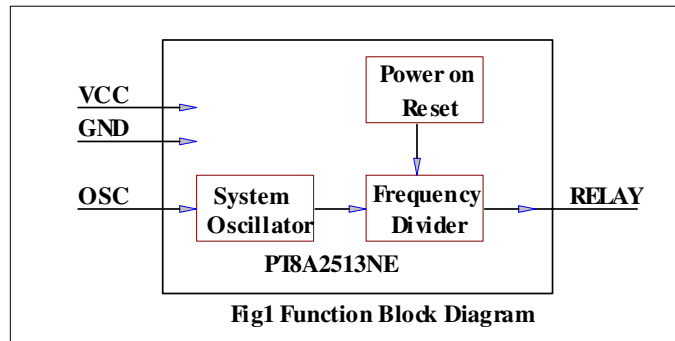 VCC
GND
OSC
Power on
Reset
System
Oscillator
Frequency
Divider
RELAY
PT8A2513NE
Fig1 Function Block Diagram